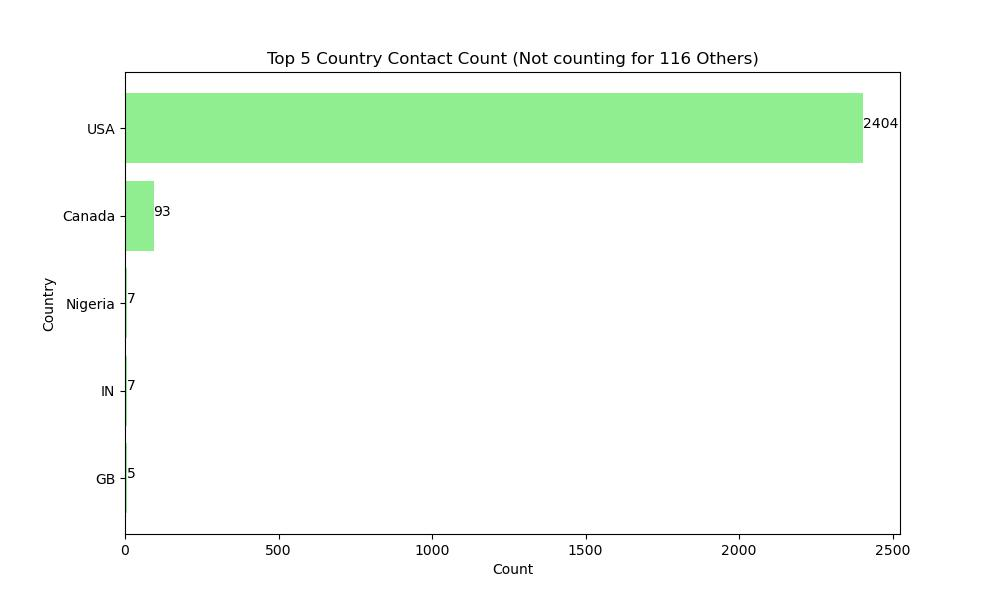 Top 5 Country Contact Count (Not counting for 116 Others)
USA
2404
Canada
93
Nigeria
7
IN
7
GB
5
Country
0 500 1000 1500 2000 2500
Count